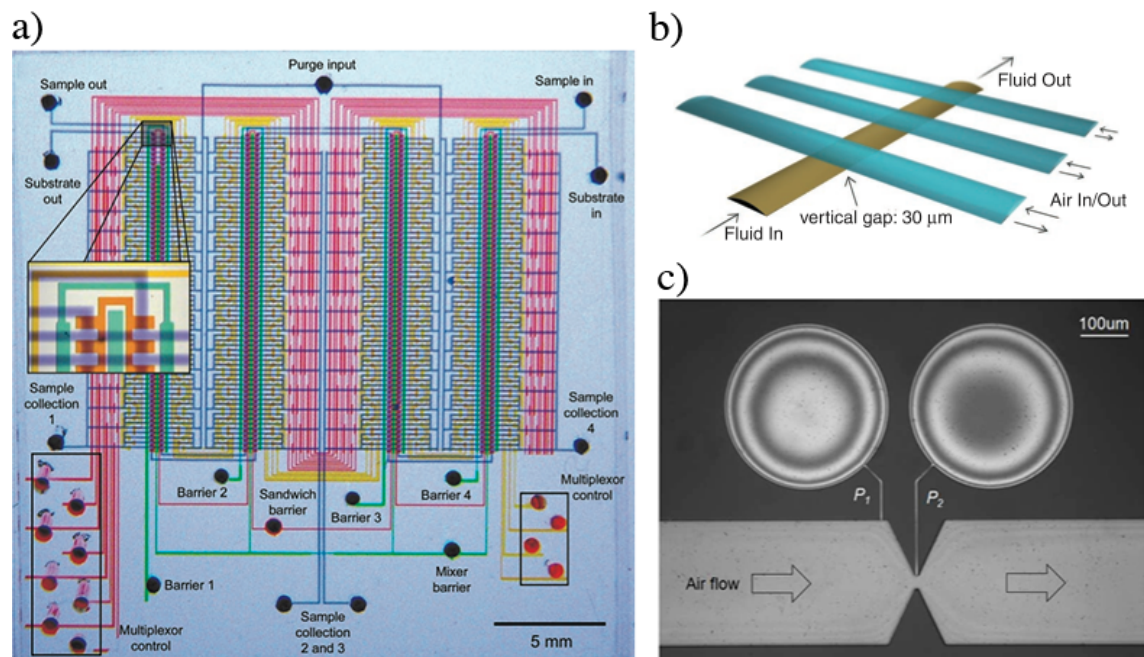 a)
Purge input
Sample out
Sample in
Substrate
out
Substrate
in
Sample
collection
1
Sample
collection
4
Barrier 2
Sandwich
barrier
Barrier 3
Barrier 4
Multiplexor
control
Barrier 1
Mixer
barrier
Multiplexor
control
Sample
collection
2 and 3
5 mm
b)
Fluid Out
Air In/Out
vertical gap: 30 μm
Fluid In
c)
100um
P1
P2
Air flow